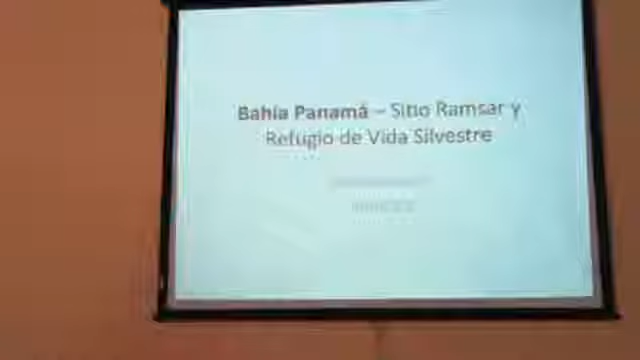 Bahía Panamá – Sitio Ramsar y
Refugio de Vida Silvestre